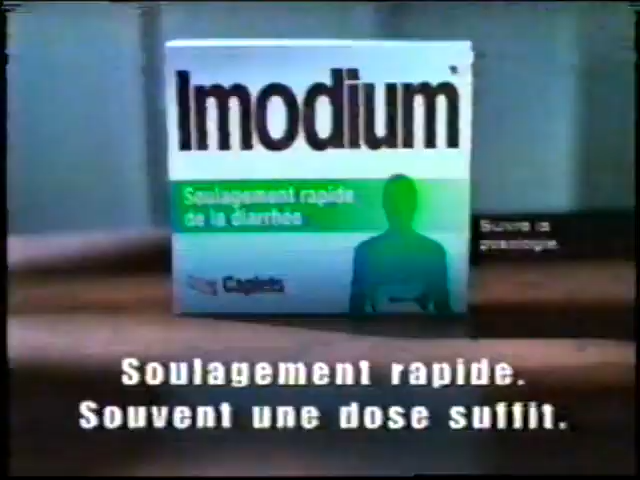 Imodium
Soulagement rapide
de la diarrhée
Caplets
Suivre la
posologie.
Soulagement rapide.
Souvent une dose suffit.